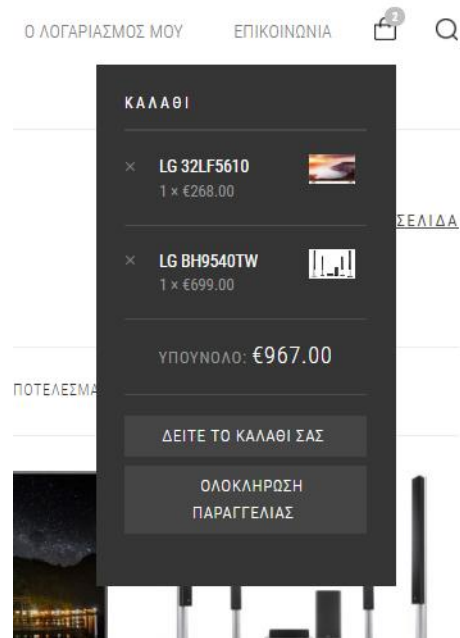 Ο ΛΟΓΑΡΙΑΣΜΟΣ ΜΟΥ ΕΠΙΚΟΙΝΩΝΙΑ 2
ΚΑΛΑΘΙ
× LG 32LF5610
1 × €268.00
ΣΕΛΙΔΑ
× LG BH9540TW
1 × €699.00
ΥΠΟΥΝΟΛΟ: €967.00
ΠΟΤΕΛΕΣΜΑ
ΔΕΙΤΕ ΤΟ ΚΑΛΑΘΙ ΣΑΣ
ΟΛΟΚΛΗΡΩΣΗ
ΠΑΡΑΓΓΕΛΙΑΣ